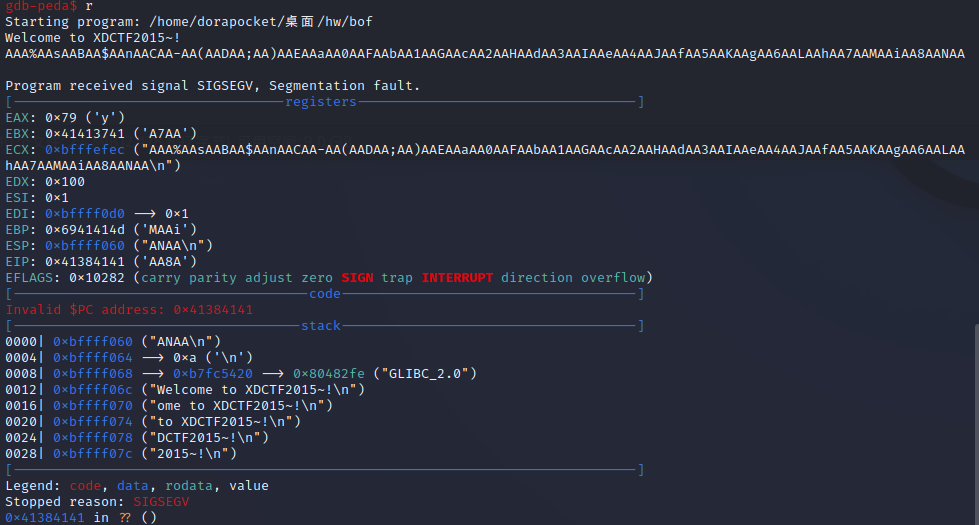 gdb-peda$ r
Starting program: /home/dorapocket/桌面/hw/bof
Welcome to XDCTF2015~!
AAA%AAsAABAA$AAnAACAA-AA(AADAA;AA)AAEAAaAA0AAFAAbAA1AAGAAcAA2AAHAAdAA3AAIAAeAA4AAJAAfAA5AAKAAgAA6AALAAhAA7AAMAAiAA8AANAA
Program received signal SIGSEGV, Segmentation fault.
[──────────────────────────────────registers───────────────────────────────────]
EAX: 0×79 ('y')
EBX: 0×41413741 ('A7AA')
ECX: 0×bfffefec ("AAA%AAsAABAA$AAnAACAA-AA(AADAA;AA)AAEAAaAA0AAFAAbAA1AAGAAcAA2AAHAAdAA3AAIAAeAA4AAJAAfAA5AAKAAgAA6AALAA
hAA7AAMAAiAA8AANAA\n")
EDX: 0×100
ESI: 0×1
EDI: 0×bffff0d0 ─→ 0×1
EBP: 0×6941414d ('MAAi')
ESP: 0×bffff060 ("ANAA\n")
EIP: 0×41384141 ('AA8A')
EFLAGS: 0×10282 (carry parity adjust zero SIGN trap INTERRUPT direction overflow)
[─────────────────────────────────────code─────────────────────────────────────]
Invalid $PC address: 0×41384141
[────────────────────────────────────stack─────────────────────────────────────]
0000| 0×bffff060 ("ANAA\n")
0004| 0×bffff064 ─→ 0×a ('\n')
0008| 0×bffff068 ─→ 0×b7fc5420 ─→ 0×80482fe ("GLIBC_2.0")
0012| 0×bffff06c ("Welcome to XDCTF2015~!\n")
0016| 0×bffff070 ("ome to XDCTF2015~!\n")
0020| 0×bffff074 ("to XDCTF2015~!\n")
0024| 0×bffff078 ("DCTF2015~!\n")
0028| 0×bffff07c ("2015~!\n")
[──────────────────────────────────────────────────────────────────────────────]
Legend: code, data, rodata, value
Stopped reason: SIGSEGV
0×41384141 in ?? ()